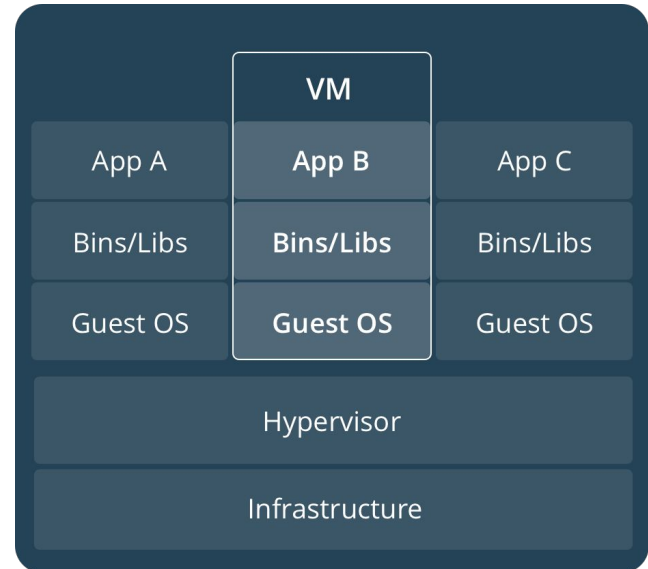 VM
App A
App B
App C
Bins/Libs
Bins/Libs
Bins/Libs
Guest OS
Guest OS
Guest OS
Hypervisor
Infrastructure